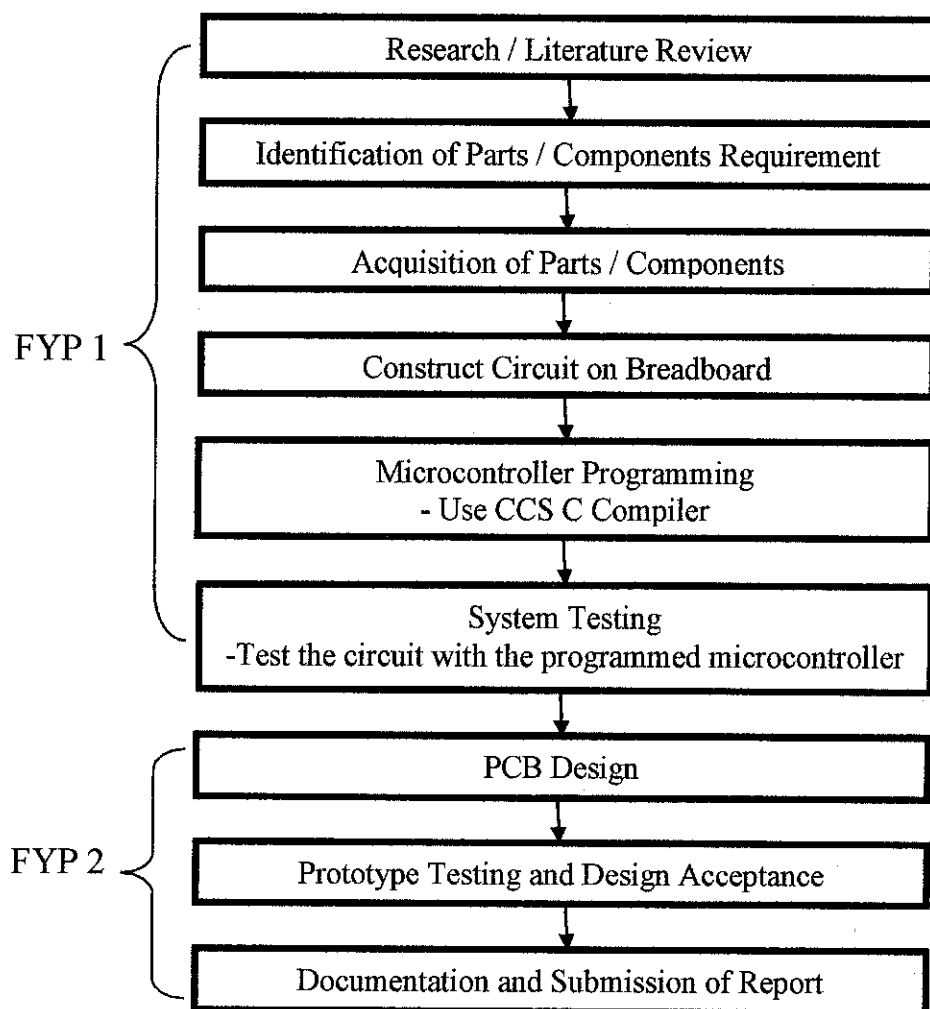 Research / Literature Review
Identification of Parts / Components Requirement
Acquisition of Parts / Components
FYP 1
Construct Circuit on Breadboard
Microcontroller Programming
- Use CCS C Compiler
System Testing
-Test the circuit with the programmed microcontroller
PCB Design
FYP 2
Prototype Testing and Design Acceptance
Documentation and Submission of Report